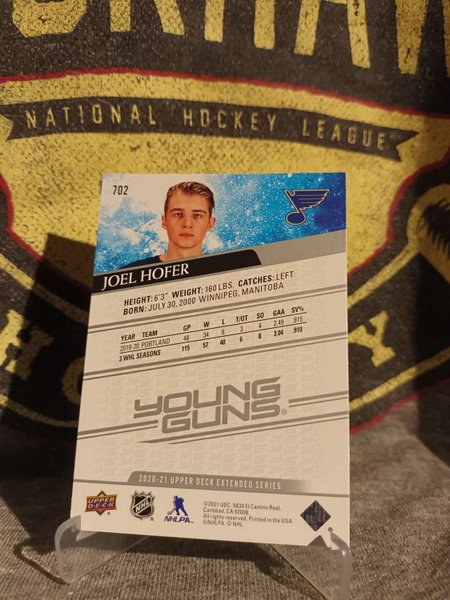 NATIONAL HOCKEY LEAGUE
702
JOEL HOFER
HEIGHT: 6'3" WEIGHT: 160 LBS. CATCHES: LEFT
BORN: JULY 30, 2000 WINNIPEG, MANITOBA
YEAR TEAM GP W L T/OT SO GAA SV%
2019-20 PORTLAND 48 34 8 3 4 2.49 .915
3 WHL SEASONS 115 57 40 6 8 3.04 .910
YOUNG
GUNS®
2020-21 UPPER DECK EXTENDED SERIES
UPPER DECK
NHL
NHLPA
©2021 UDC, 5830 El Camino Real,
Carlsbad, CA 92008
All rights reserved. Printed in the USA.
©NHLPA ©NHL